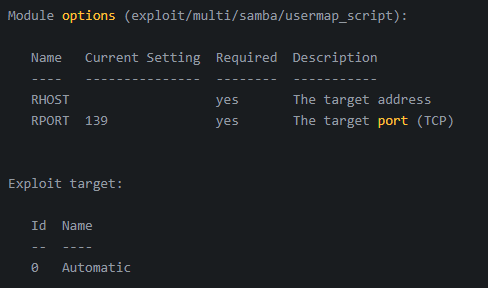 Module options (exploit/multi/samba/usermap_script):
Name Current Setting Required Description
---- --------------- -------- -----------
RHOST yes The target address
RPORT 139 yes The target port (TCP)
Exploit target:
Id Name
-- ----
0 Automatic